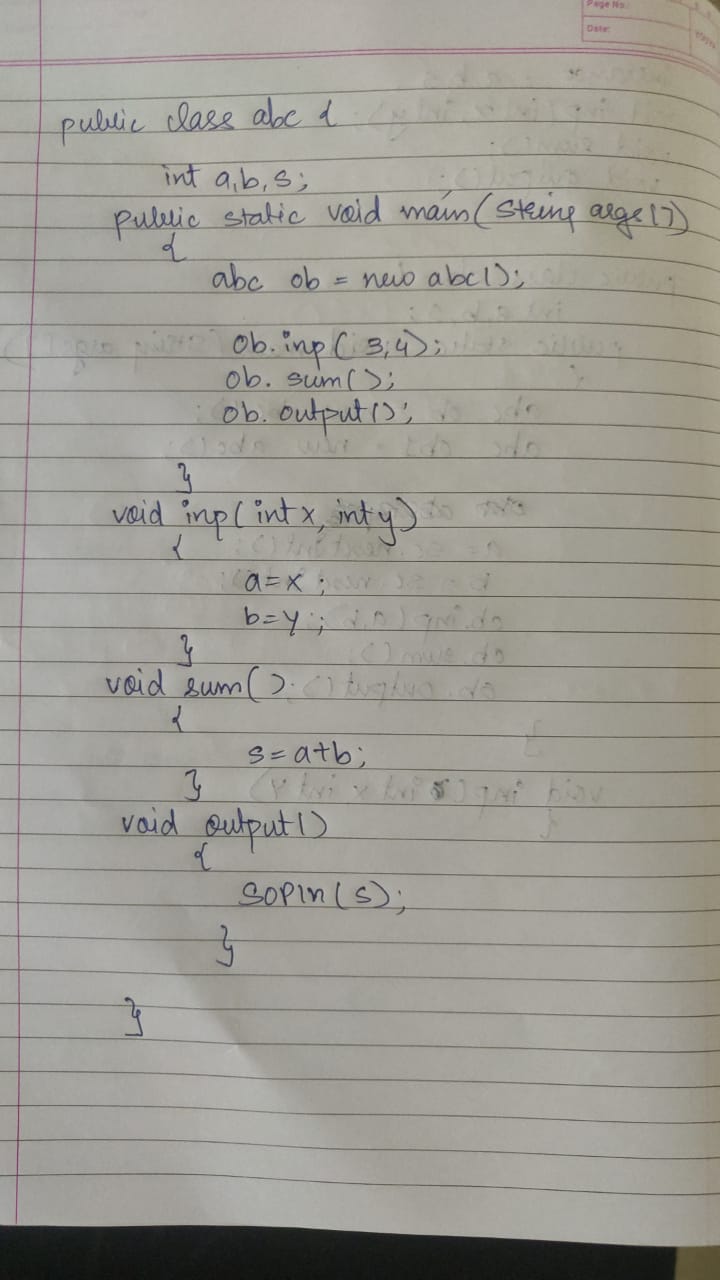 Page No.:
Date:
public class abc {
int a,b,s;
public static void main(String args[])
{
abc ob = new abc();
ob.inp(3,4);
ob. sum();
ob. output();
}
void inp(int x, int y)
{
a=x;
b=y;
}
void sum()
{
s=a+b;
}
void output()
{
SOPln(s);
}
}